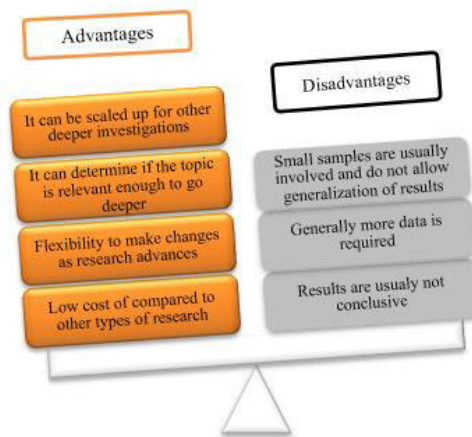 Advantages
It can be scaled up for other
deeper investigations
It can determine if the topic
is relevant enough to go
deeper
Flexibility to make changes
as research advances
Low cost of compared to
other types of research
Disadvantages
Small samples are usually
involved and do not allow
generalization of results
Generally more data is
required
Results are usualy not
conclusive